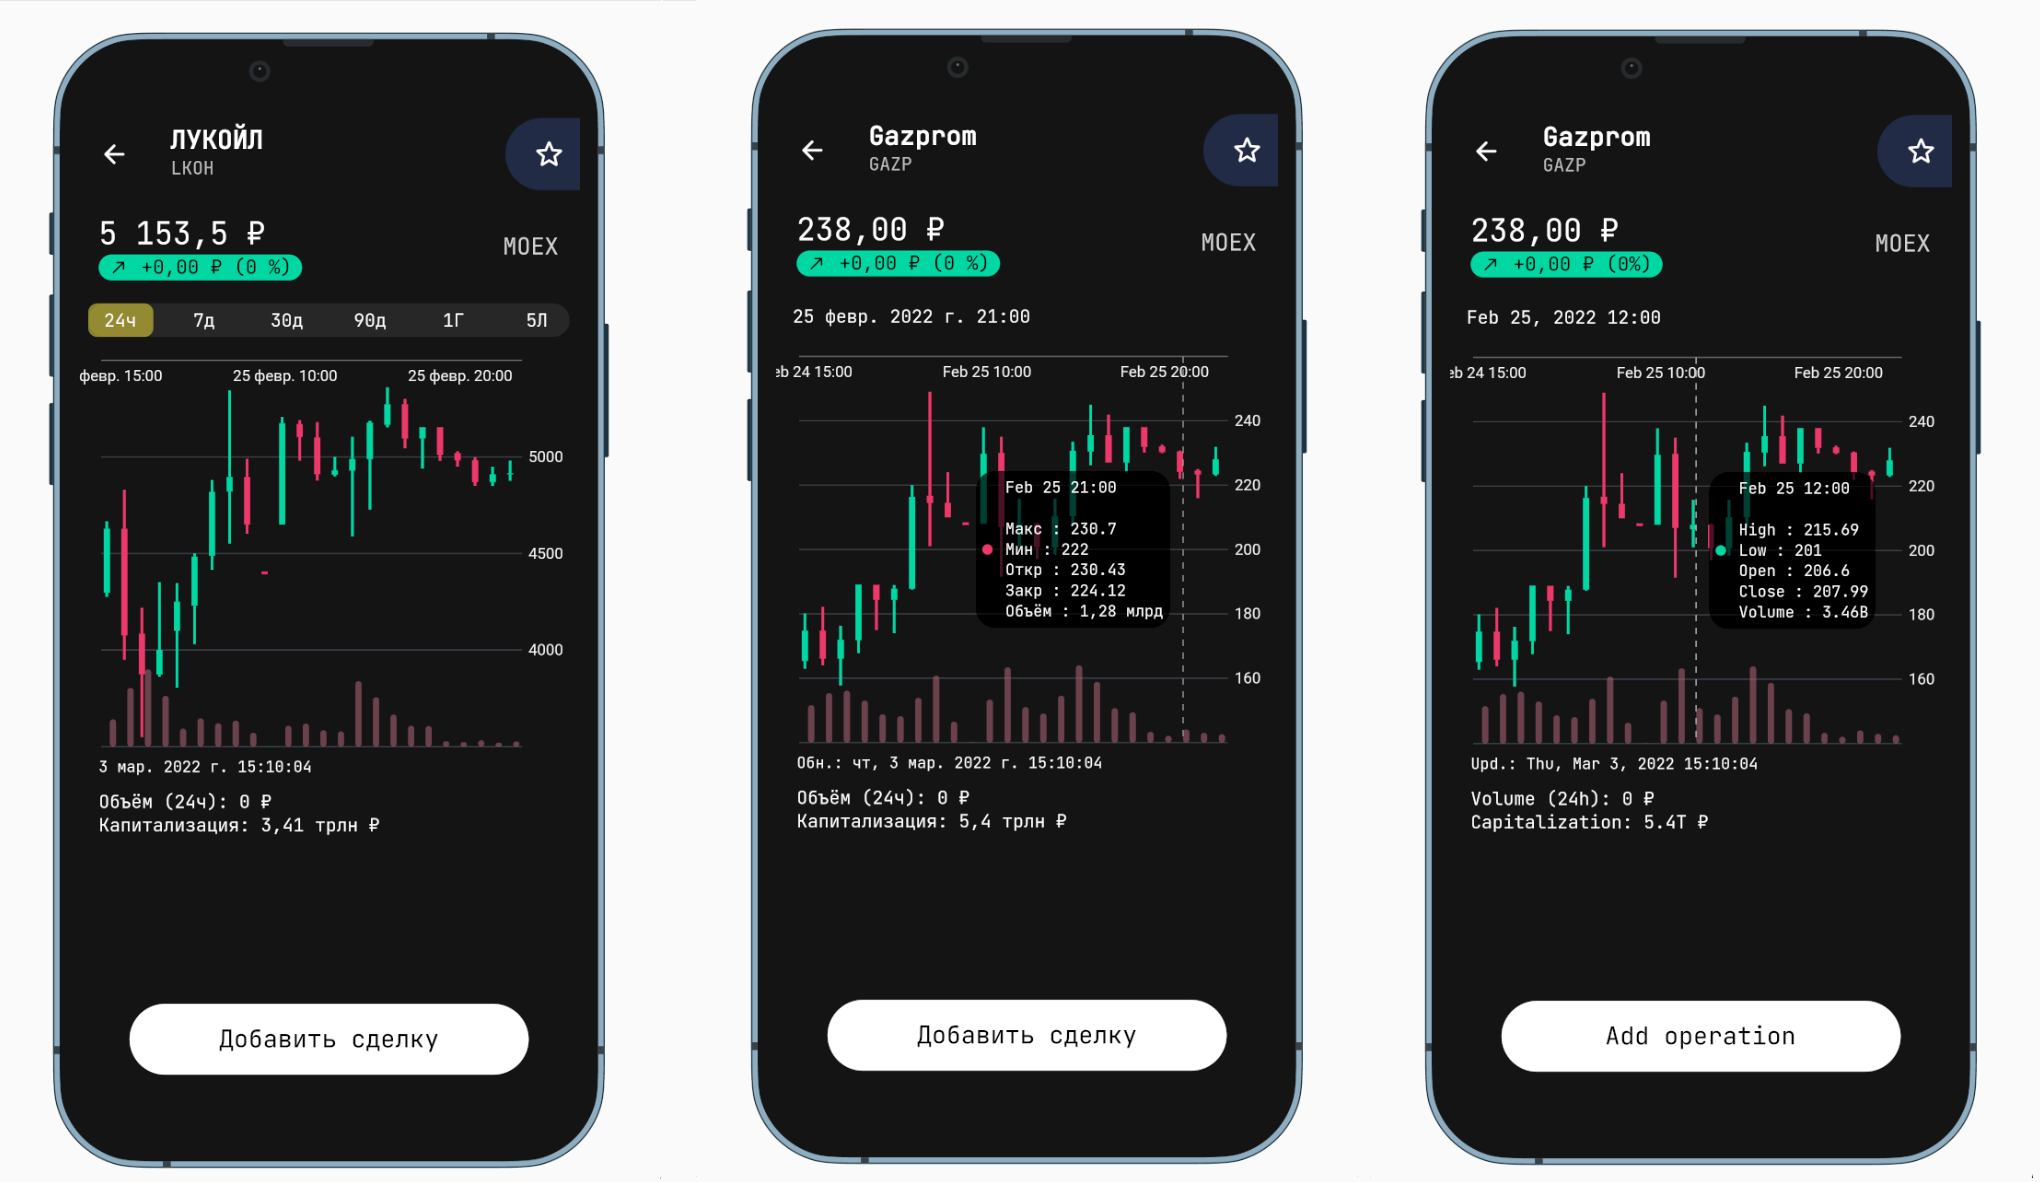 ЛУКОЙЛ
LKOH
5 153,5 ₽
MOEX
+0,00 ₽ (0 %)
24ч 7д 30д 90д 1Г 5Л
февр. 15:00 25 февр. 10:00 25 февр. 20:00
5000
4500
4000
3 мар. 2022 г. 15:10:04
Объём (24ч): 0 ₽
Капитализация: 3,41 трлн ₽
Добавить сделку
Gazprom
GAZP
238,00 ₽
MOEX
+0,00 ₽ (0 %)
25 февр. 2022 г. 21:00
eb 24 15:00 Feb 25 10:00 Feb 25 20:00
240
220
200
180
160
Feb 25 21:00
Макс : 230.7
Мин : 222
Откр : 230.43
Закр : 224.12
Объём : 1,28 млрд
Обн.: чт, 3 мар. 2022 г. 15:10:04
Объём (24ч): 0 ₽
Капитализация: 5,4 трлн ₽
Добавить сделку
Gazprom
GAZP
238,00 ₽
MOEX
+0,00 ₽ (0%)
Feb 25, 2022 12:00
eb 24 15:00 Feb 25 10:00 Feb 25 20:00
240
220
200
180
160
Feb 25 12:00
High : 215.69
Low : 201
Open : 206.6
Close : 207.99
Volume : 3.46B
Upd.: Thu, Mar 3, 2022 15:10:04
Volume (24h): 0 ₽
Capitalization: 5.4T ₽
Add operation